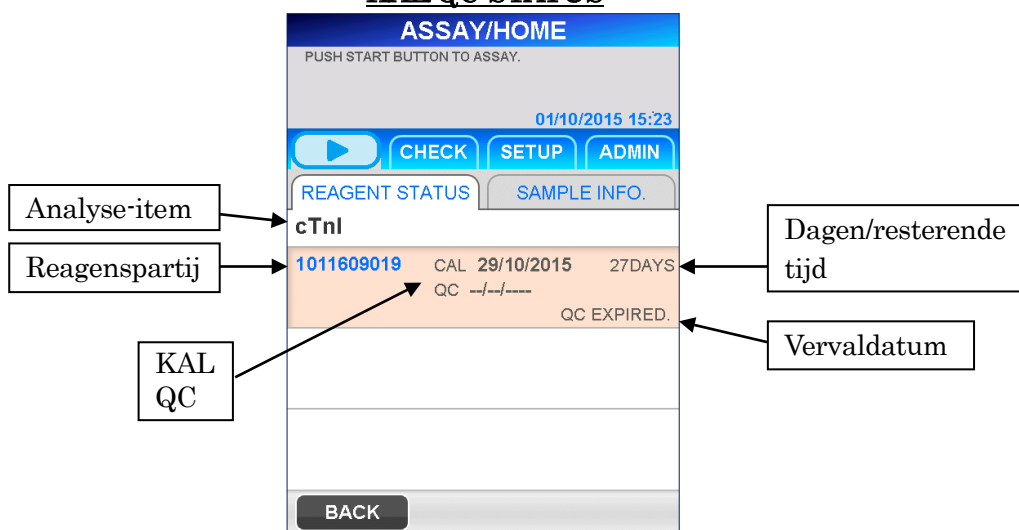 ASSAY/HOME
PUSH START BUTTON TO ASSAY.
01/10/2015 15:23
CHECK SETUP ADMIN
REAGENT STATUS SAMPLE INFO.
Analyse-item
cTnI
Dagen/resterende
tijd
Reagenspartij
1011609019 CAL 29/10/2015 27DAYS
QC --/--/----
QC EXPIRED.
Vervaldatum
KAL
QC
BACK